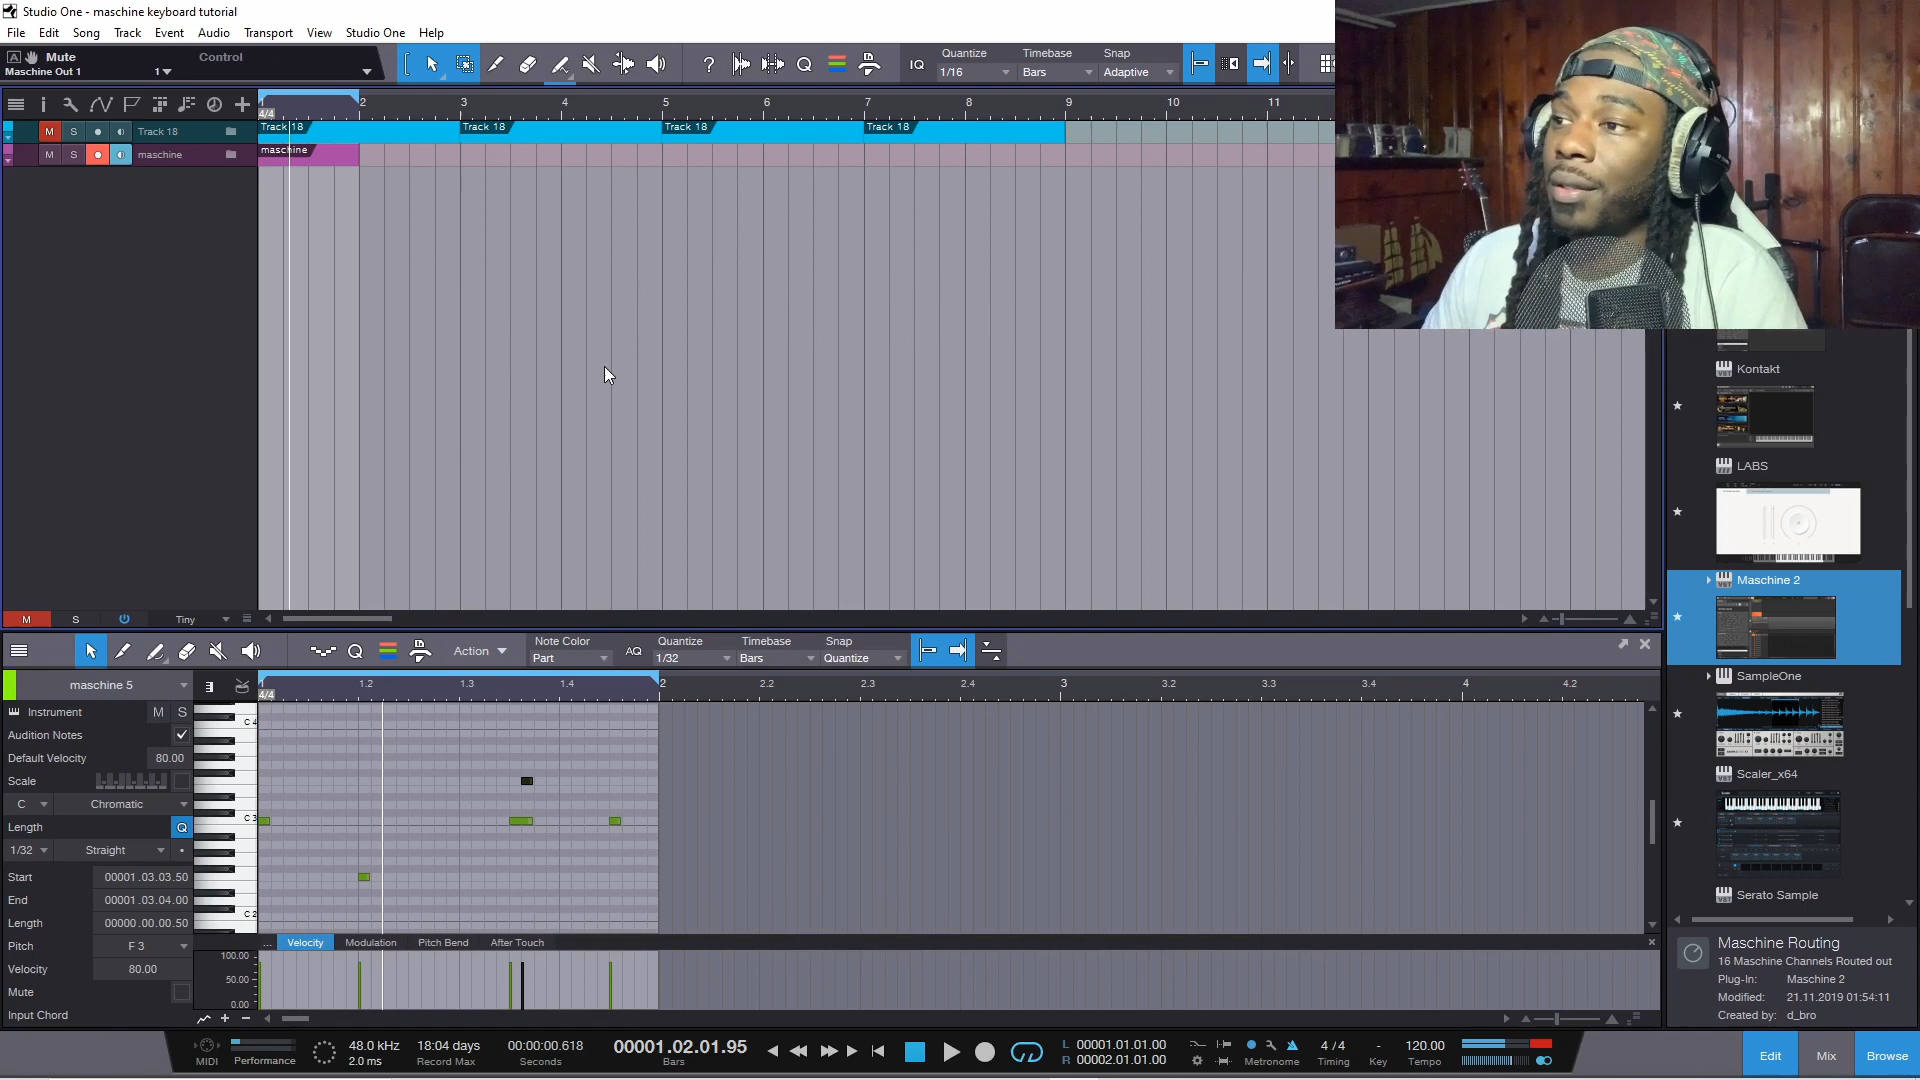 Studio One - maschine keyboard tutorial
File Edit Song Track Event Audio Transport View Studio One Help
A Mute Control
Maschine Out 1 1
Quantize Timebase Snap
IQ 1/16 Bars Adaptive
2 3 4 5 6 7 8 9 10 11
4/4
M S Track 18 Track 18 Track 18 Track 18 Track 18
M S maschine maschine
Kontakt
LABS
Maschine 2
SampleOne
Scaler_x64
Serato Sample
M S Tiny
Action Note Color Quantize Timebase Snap
Part AQ 1/32 Bars Quantize
maschine 5 1.2 1.3 1.4 2 2.2 2.3 2.4 3 3.2 3.3 3.4 4 4.2
4/4
Instrument M S C 4
Audition Notes
Default Velocity 80.00
Scale
C Chromatic C 3
Length Q
1/32 Straight
Start 00001.03.03.50
End 00001.03.04.00
Length 00000.00.00.50 C 2
Pitch F 3
... Velocity Modulation Pitch Bend After Touch
Velocity 80.00
100.00
50.00
0.00
Mute
Input Chord
Maschine Routing
16 Maschine Channels Routed out
Plug-In: Maschine 2
Modified: 21.11.2019 01:54:11
Created by: d_bro
MIDI Performance 48.0 kHz 2.0 ms 18:04 days Record Max 00:00:00.618 Seconds 00001.02.01.95 Bars
L 00001.01.01.00
R 00002.01.01.00
Metronome 4 / 4 Timing - Key 120.00 Tempo
Edit Mix Browse